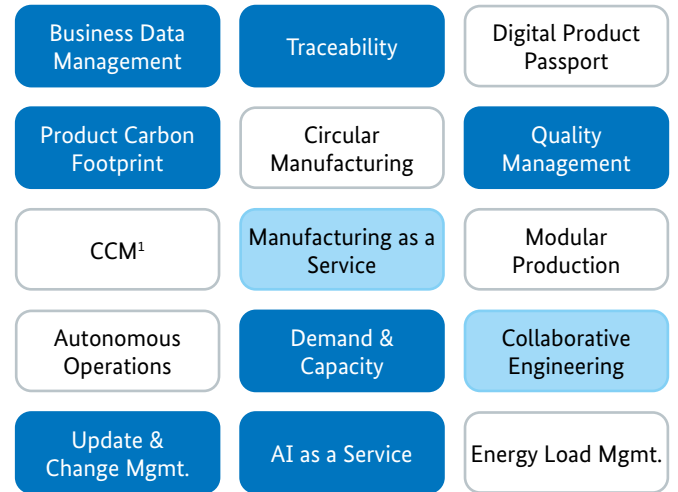 Business Data
Management
Traceability
Digital Product
Passport
Product Carbon
Footprint
Circular
Manufacturing
Quality
Management
CCM¹
Manufacturing as a
Service
Modular
Production
Autonomous
Operations
Demand &
Capacity
Collaborative
Engineering
Update &
Change Mgmt.
AI as a Service
Energy Load Mgmt.